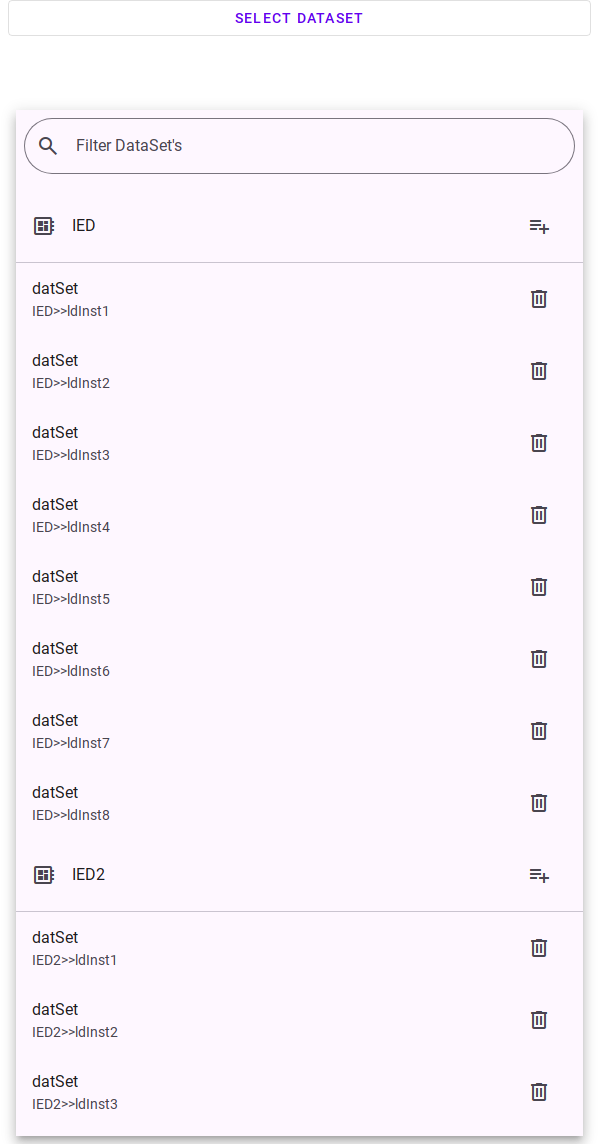 SELECT DATASET
Filter DataSet's
IED
datSet
IED>>ldInst1
datSet
IED>>ldInst2
datSet
IED>>ldInst3
datSet
IED>>ldInst4
datSet
IED>>ldInst5
datSet
IED>>ldInst6
datSet
IED>>ldInst7
datSet
IED>>ldInst8
IED2
datSet
IED2>>ldInst1
datSet
IED2>>ldInst2
datSet
IED2>>ldInst3